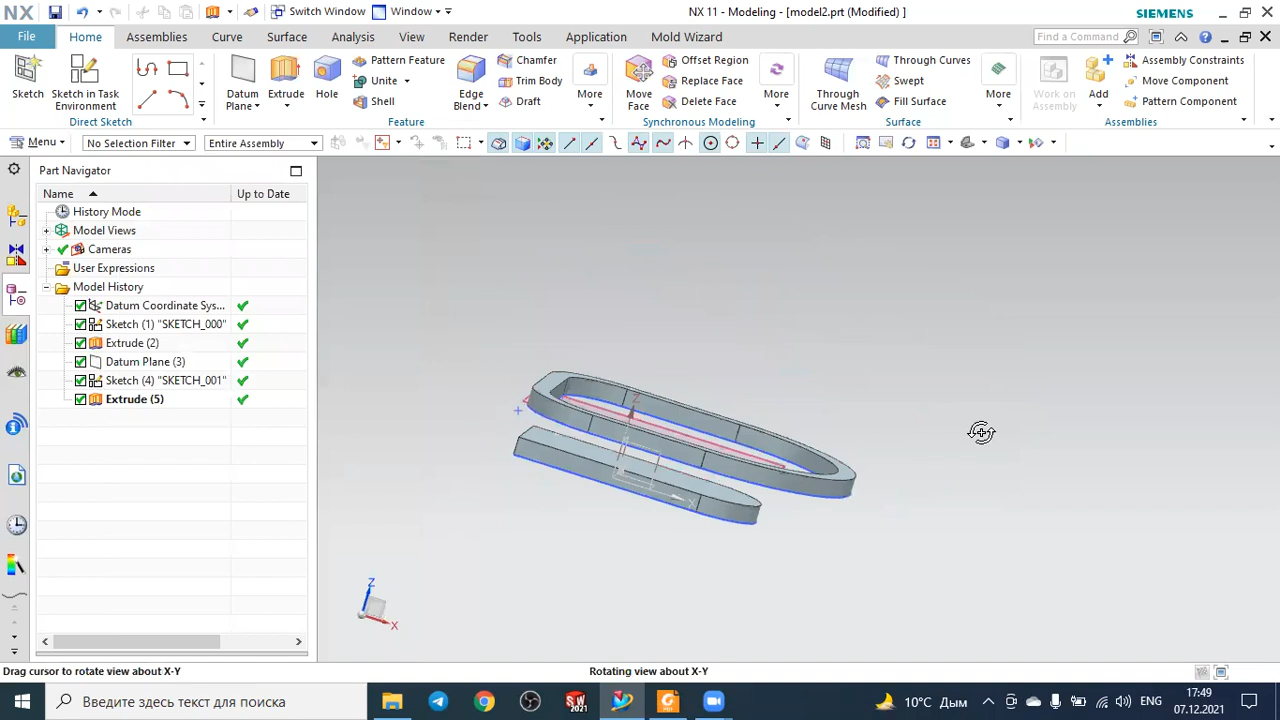 NX Switch Window Window NX 11 - Modeling - [model2.prt (Modified) ] SIEMENS
File Home Assemblies Curve Surface Analysis View Render Tools Application Mold Wizard Find a Command
Sketch
Sketch in Task Environment
Direct Sketch
Datum Plane
Extrude
Hole
Pattern Feature
Unite
Shell
Edge Blend
Chamfer
Trim Body
Draft
More
Feature
Move Face
Offset Region
Replace Face
Delete Face
More
Synchronous Modeling
Through Curve Mesh
Through Curves
Swept
Fill Surface
More
Surface
Work on Assembly
Add
Assembly Constraints
Move Component
Pattern Component
Assemblies
Menu No Selection Filter Entire Assembly
Part Navigator
Name Up to Date
History Mode
Model Views
Cameras
User Expressions
Model History
Datum Coordinate Sys...
Sketch (1) "SKETCH_000"
Extrude (2)
Datum Plane (3)
Sketch (4) "SKETCH_001"
Extrude (5)
Z
X
Z
X
Drag cursor to rotate view about X-Y Rotating view about X-Y
Введите здесь текст для поиска
SW
2021
10°C Дым
ENG
17:49
07.12.2021